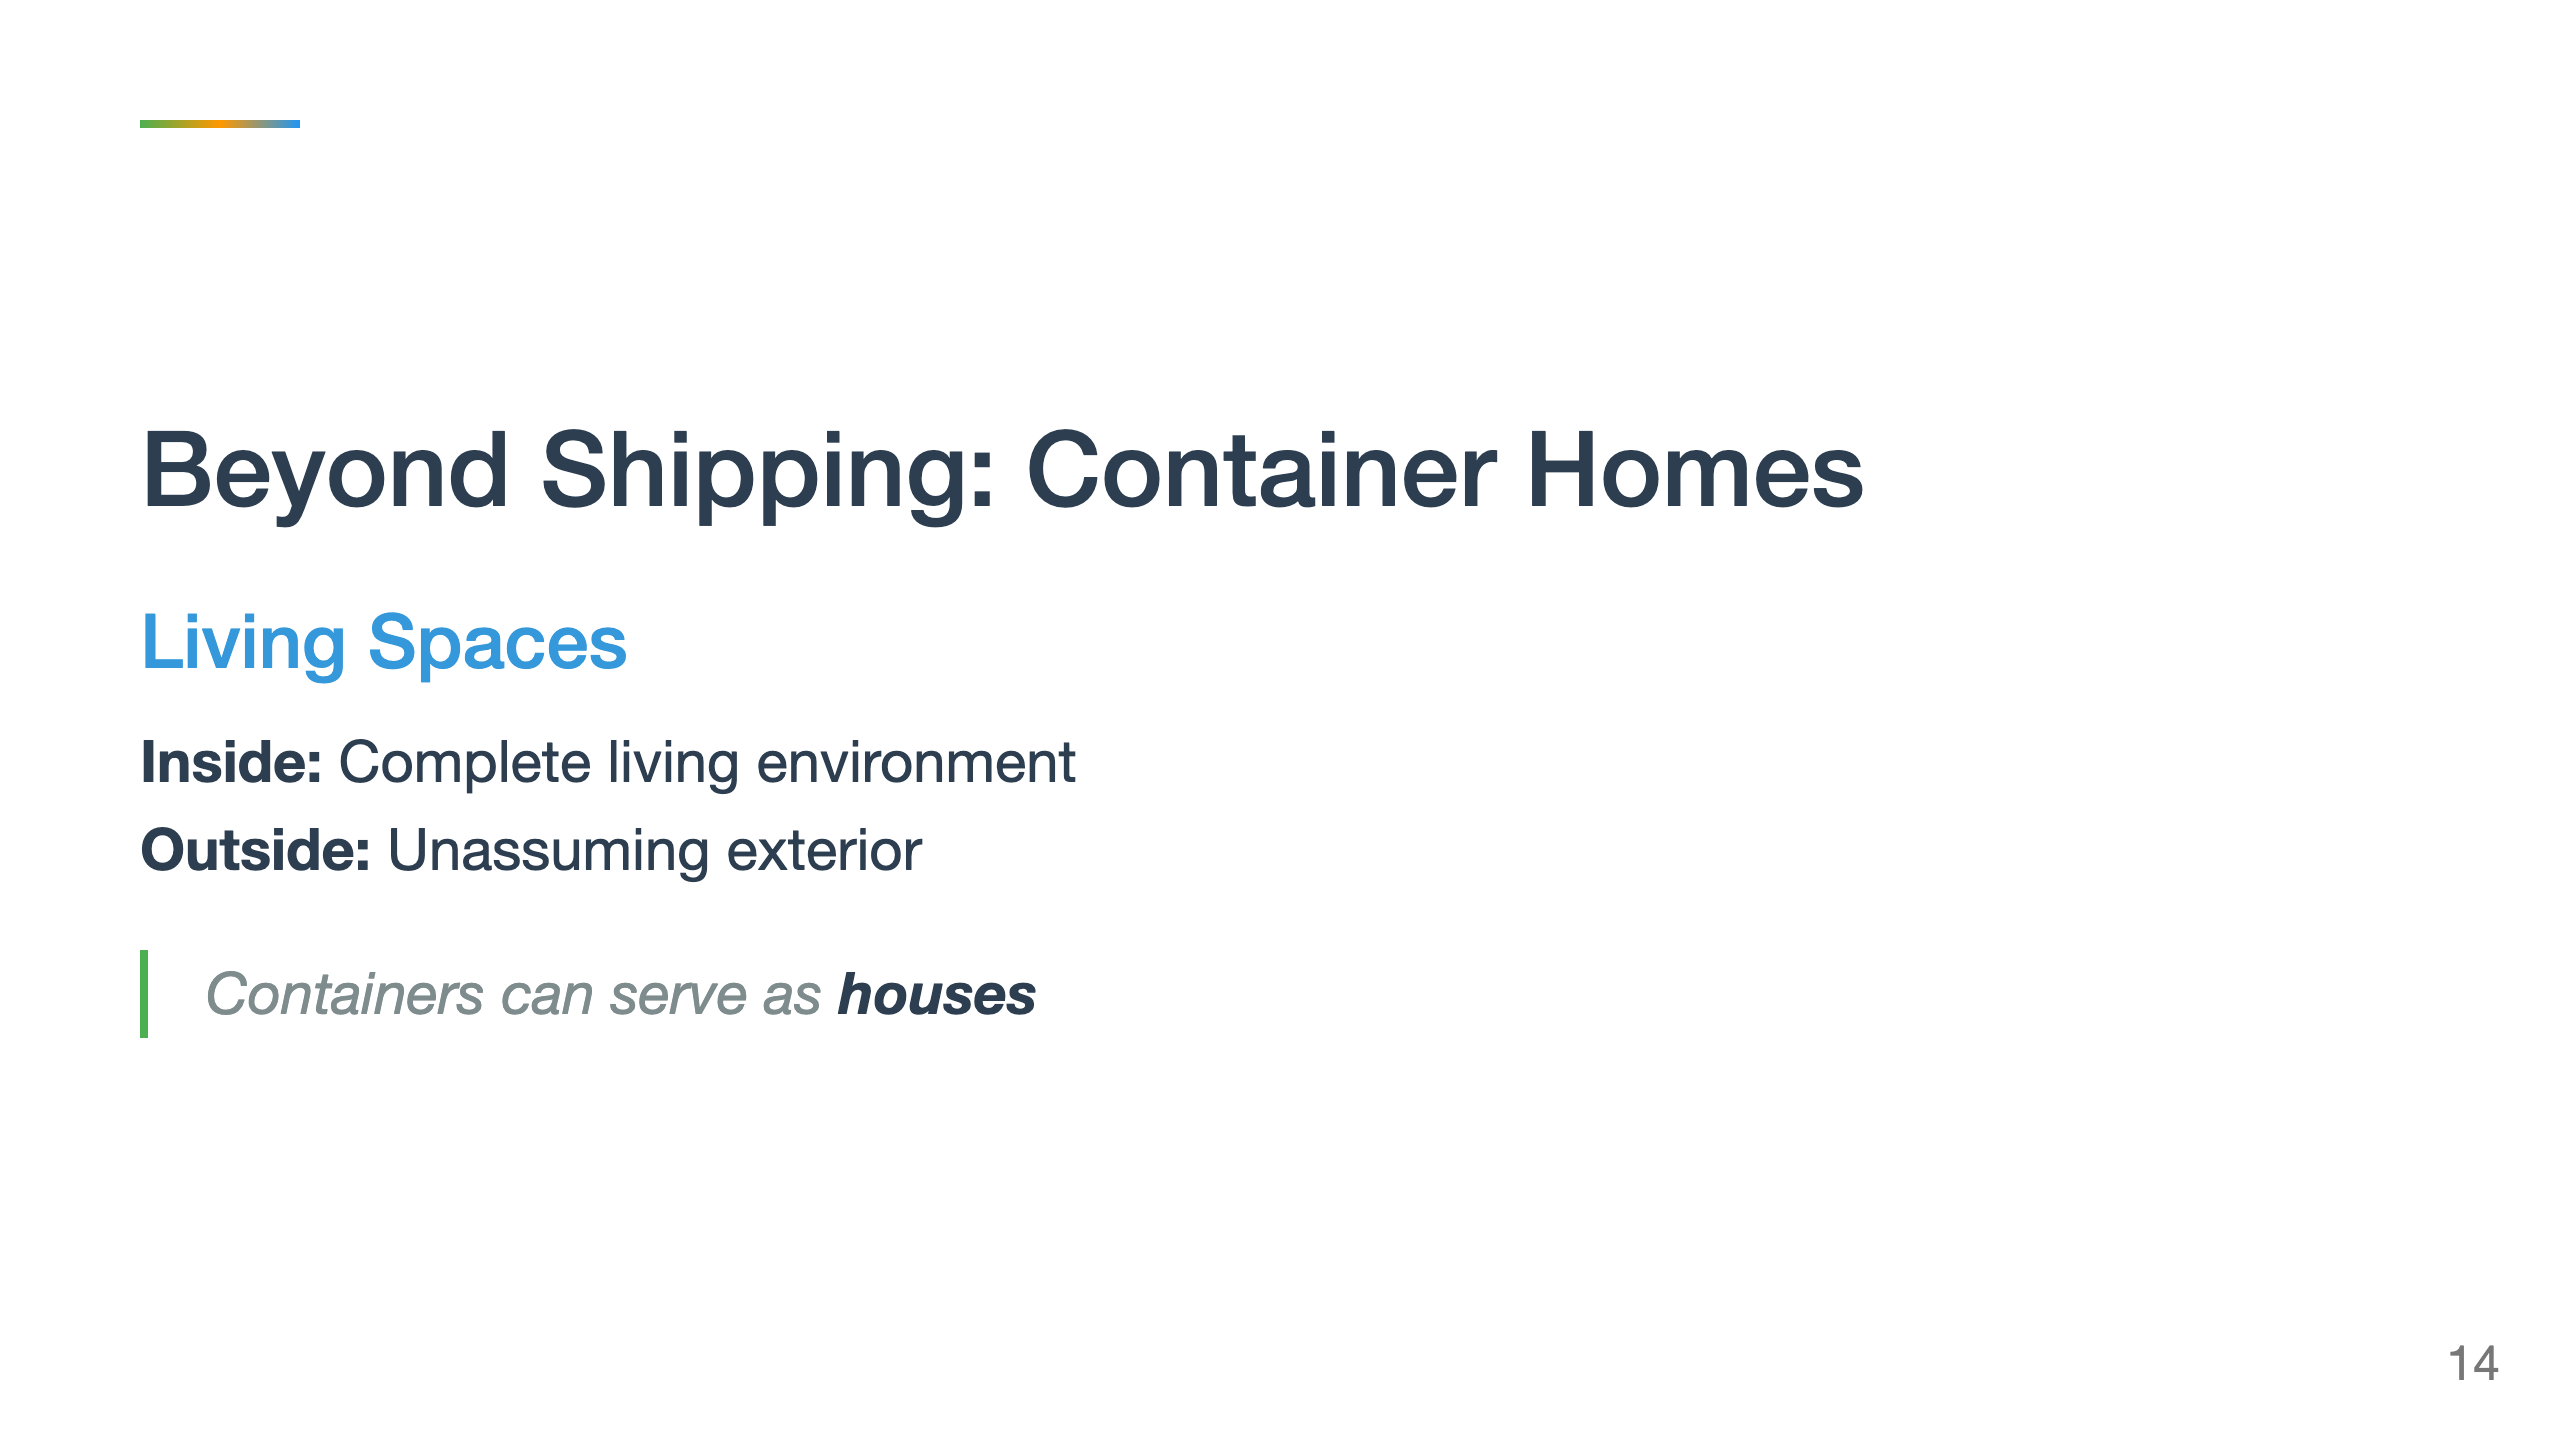 Beyond Shipping: Container Homes
Living Spaces
Inside: Complete living environment
Outside: Unassuming exterior
Containers can serve as houses
14